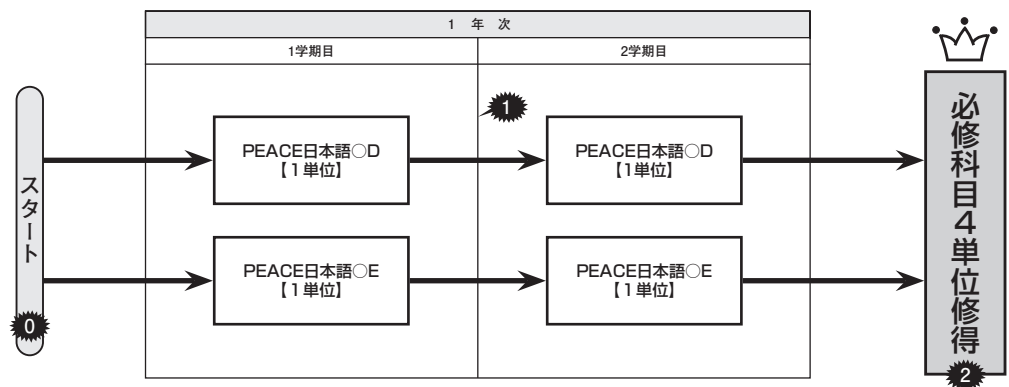 1 年 次
1学期目
2学期目
スタート
0
1
PEACE日本語○D
【1単位】
PEACE日本語○D
【1単位】
PEACE日本語○E
【1単位】
PEACE日本語○E
【1単位】
必修科目4単位修得
2